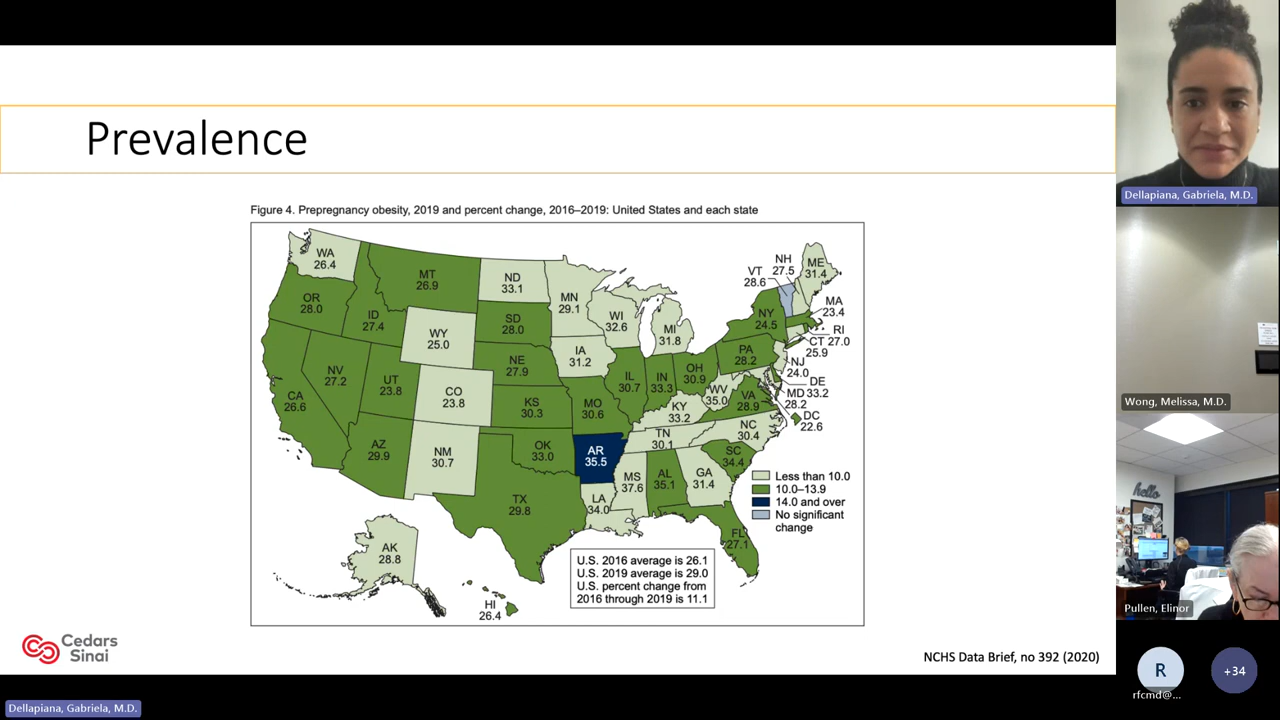 Prevalence
Figure 4. Prepregnancy obesity, 2019 and percent change, 2016–2019: United States and each state
WA
26.4
OR
28.0
CA
26.6
NV
27.2
ID
27.4
MT
26.9
WY
25.0
UT
23.8
CO
23.8
AZ
29.9
NM
30.7
ND
33.1
SD
28.0
NE
27.9
KS
30.3
OK
33.0
TX
29.8
MN
29.1
IA
31.2
MO
30.6
AR
35.5
LA
34.0
WI
32.6
IL
30.7
MI
31.8
IN
33.3
OH
30.9
KY
33.2
TN
30.1
MS
37.6
AL
35.1
GA
31.4
FL
27.1
SC
34.4
NC
30.4
VA
28.9
WV
35.0
PA
28.2
NY
24.5
VT
28.6
NH
27.5
ME
31.4
MA
23.4
RI
27.0
CT
25.9
NJ
24.0
DE
33.2
MD
28.2
DC
22.6
AK
28.8
HI
26.4
Less than 10.0
10.0–13.9
14.0 and over
No significant
change
U.S. 2016 average is 26.1
U.S. 2019 average is 29.0
U.S. percent change from
2016 through 2019 is 11.1
Cedars
Sinai
NCHS Data Brief, no 392 (2020)
Dellapiana, Gabriela, M.D.
Dellapiana, Gabriela, M.D.
Wong, Melissa, M.D.
hello
Pullen, Elinor
R
rfcmd@...
+34